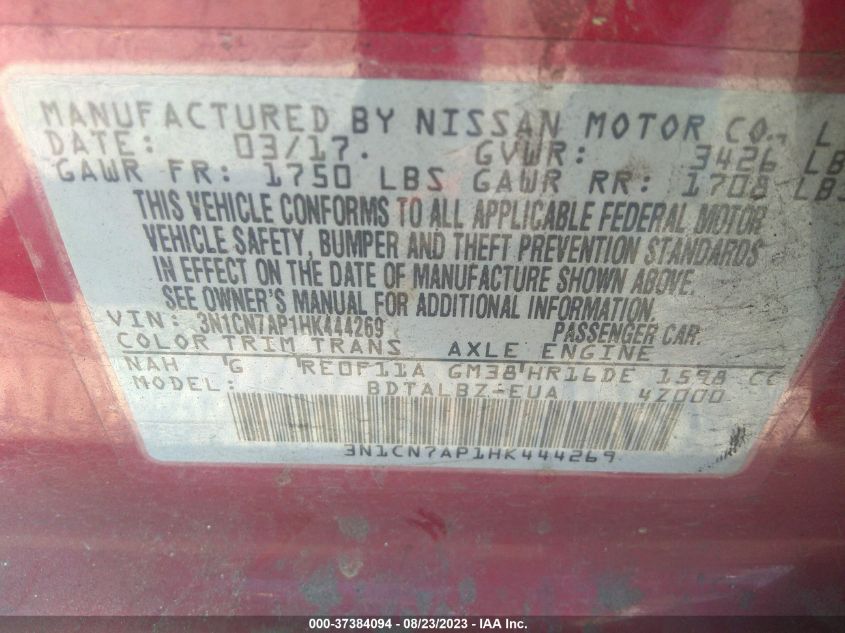 MANUFACTURED BY NISSAN MOTOR CO., L
DATE: 03/17. GVWR: 3426 LB
GAWR FR: 1750 LBS GAWR RR: 1708 LBS
THIS VEHICLE CONFORMS TO ALL APPLICABLE FEDERAL MOTOR
VEHICLE SAFETY, BUMPER AND THEFT PREVENTION STANDARDS
IN EFFECT ON THE DATE OF MANUFACTURE SHOWN ABOVE.
SEE OWNER'S MANUAL FOR ADDITIONAL INFORMATION.
VIN: 3N1CN7AP1HK444269 PASSENGER CAR.
COLOR TRIM TRANS AXLE ENGINE
NAH G RE0F11A GM38 HR16DE 1598 CC
MODEL: BDTALBZ-EUA 4Z000
3N1CN7AP1HK444269
000-37384094 - 08/23/2023 - IAA Inc.